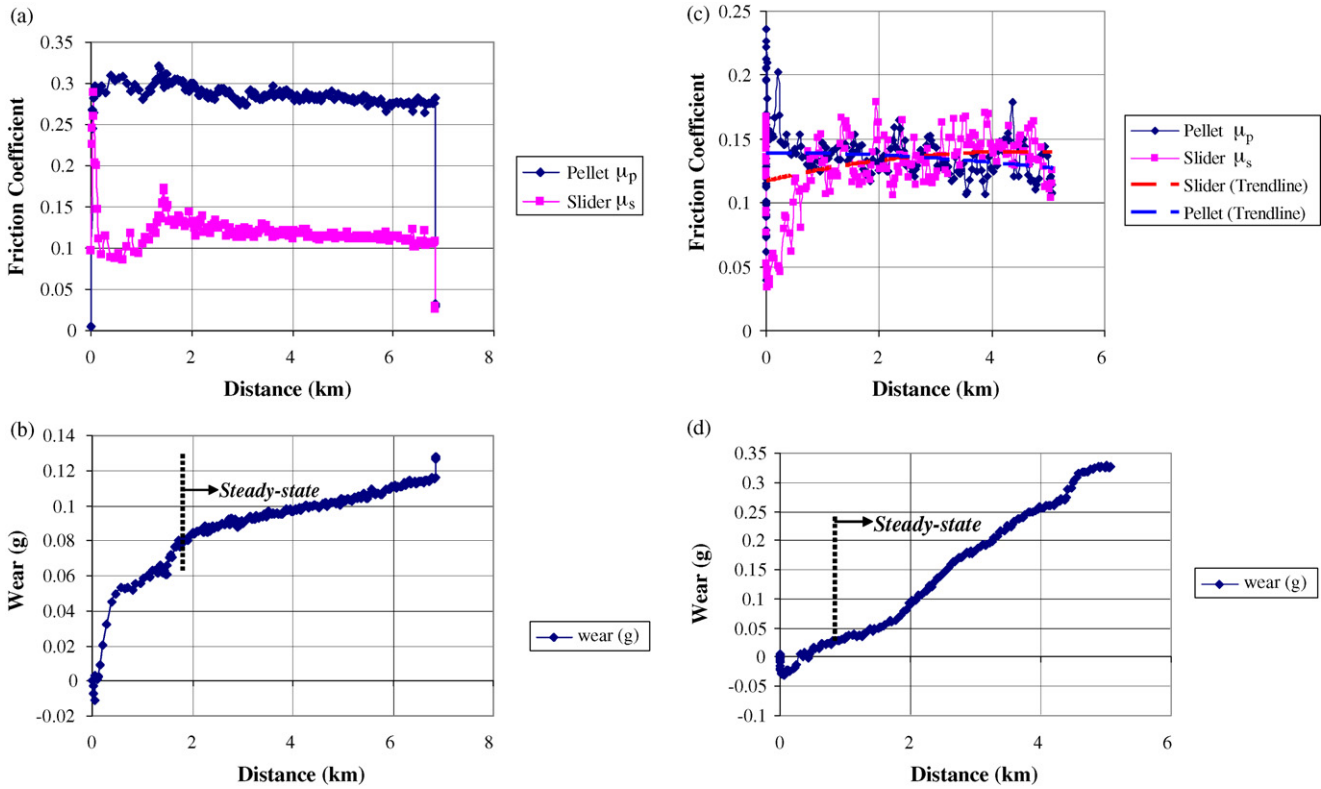 (a)
0.35
0.3
0.25
0.2
0.15
0.1
0.05
0
Friction Coefficient
0 2 4 6 8
Distance (km)
Pellet μp
Slider μs
(c)
0.25
0.2
0.15
0.1
0.05
0
Friction Coefficient
0 2 4 6
Distance (km)
Pellet μp
Slider μs
Slider (Trendline)
Pellet (Trendline)
(b)
0.14
0.12
0.1
0.08
0.06
0.04
0.02
0
-0.02
Wear (g)
Steady-state
0 2 4 6 8
Distance (km)
wear (g)
(d)
0.35
0.3
0.25
0.2
0.15
0.1
0.05
0
-0.05
-0.1
Wear (g)
Steady-state
0 2 4 6
Distance (km)
wear (g)